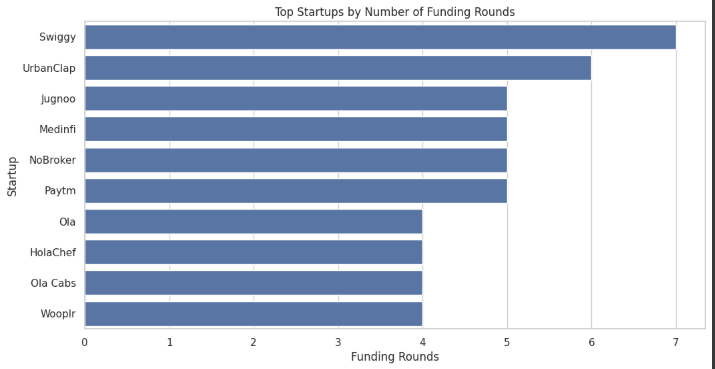 Top Startups by Number of Funding Rounds
Startup
Swiggy
UrbanClap
Jugnoo
Medinfi
NoBroker
Paytm
Ola
HolaChef
Ola Cabs
Wooplr
0 1 2 3 4 5 6 7
Funding Rounds